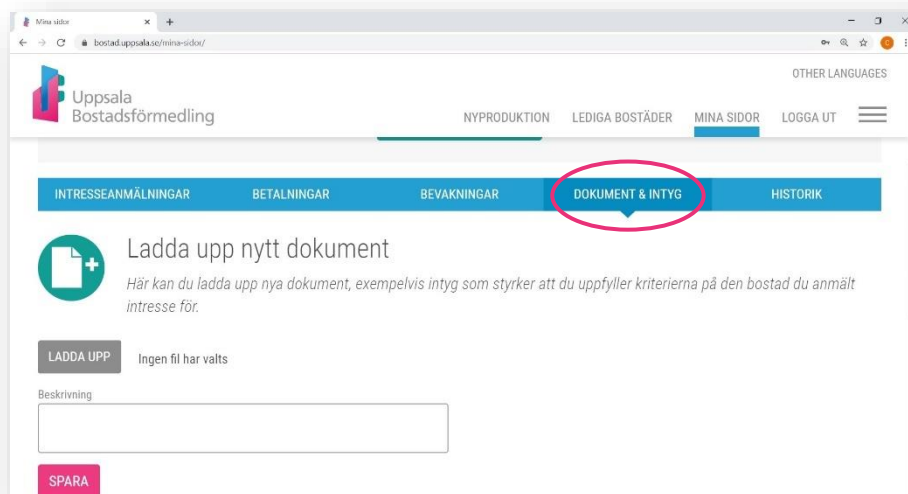 Mina sidor
bostad.uppsala.se/mina-sidor/
C
OTHER LANGUAGES
Uppsala
Bostadsförmedling
NYPRODUKTION LEDIGA BOSTÄDER MINA SIDOR LOGGA UT
INTRESSEANMÄLNINGAR BETALNINGAR BEVAKNINGAR DOKUMENT & INTYG HISTORIK
Ladda upp nytt dokument
Här kan du ladda upp nya dokument, exempelvis intyg som styrker att du uppfyller kriterierna på den bostad du anmält
intresse för.
LADDA UPP Ingen fil har valts
Beskrivning
SPARA